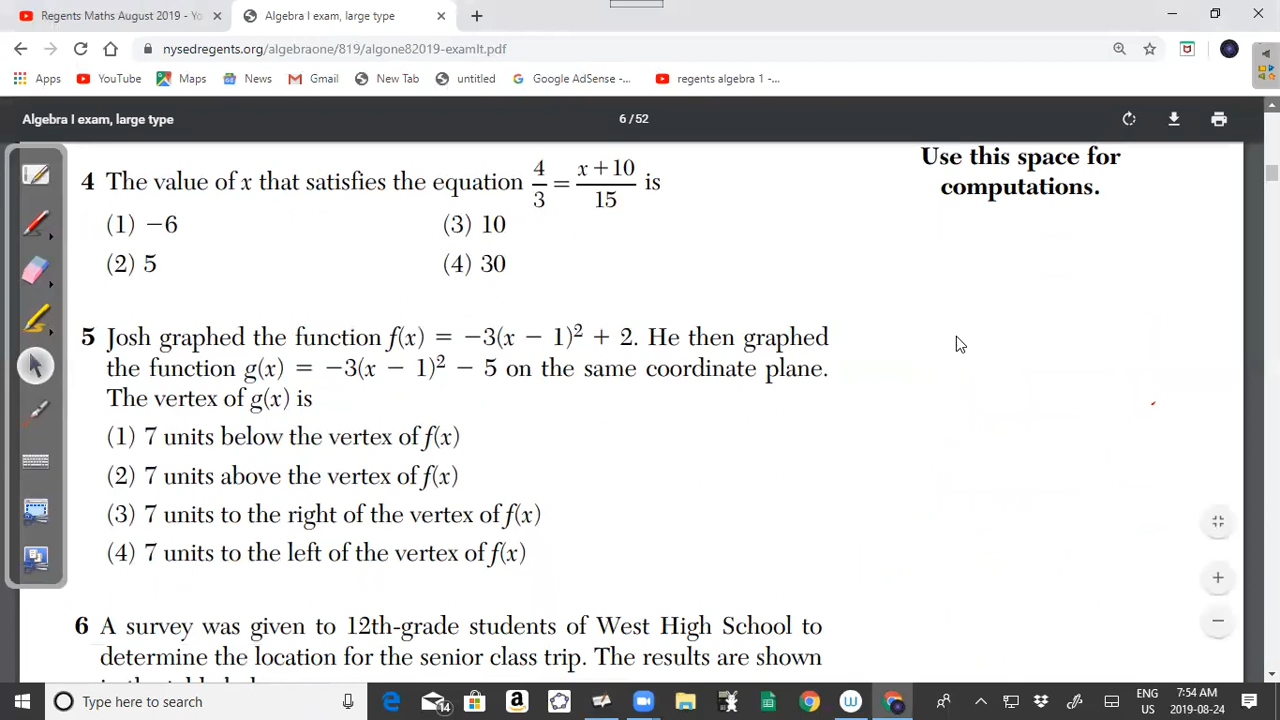 Regents Maths August 2019 - Yo
Algebra I exam, large type
nysedregents.org/algebraone/819/algone82019-examlt.pdf
Apps YouTube Maps News Gmail New Tab untitled Google AdSense -... regents algebra 1 -...
Algebra I exam, large type 6 / 52
Use this space for
computations.
4 The value of x that satisfies the equation 4/3 = x+10/15 is
(1) −6 (3) 10
(2) 5 (4) 30
5 Josh graphed the function f(x) = −3(x − 1)² + 2. He then graphed
the function g(x) = −3(x − 1)² − 5 on the same coordinate plane.
The vertex of g(x) is
(1) 7 units below the vertex of f(x)
(2) 7 units above the vertex of f(x)
(3) 7 units to the right of the vertex of f(x)
(4) 7 units to the left of the vertex of f(x)
6 A survey was given to 12th-grade students of West High School to
determine the location for the senior class trip. The results are shown
Type here to search
14
ENG
US
7:54 AM
2019-08-24